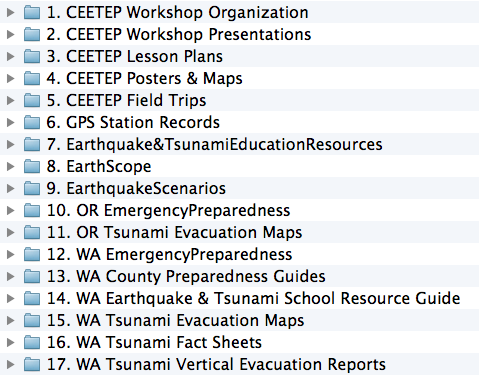 1. CEETEP Workshop Organization
2. CEETEP Workshop Presentations
3. CEETEP Lesson Plans
4. CEETEP Posters & Maps
5. CEETEP Field Trips
6. GPS Station Records
7. Earthquake&TsunamiEducationResources
8. EarthScope
9. EarthquakeScenarios
10. OR EmergencyPreparedness
11. OR Tsunami Evacuation Maps
12. WA EmergencyPreparedness
13. WA County Preparedness Guides
14. WA Earthquake & Tsunami School Resource Guide
15. WA Tsunami Evacuation Maps
16. WA Tsunami Fact Sheets
17. WA Tsunami Vertical Evacuation Reports